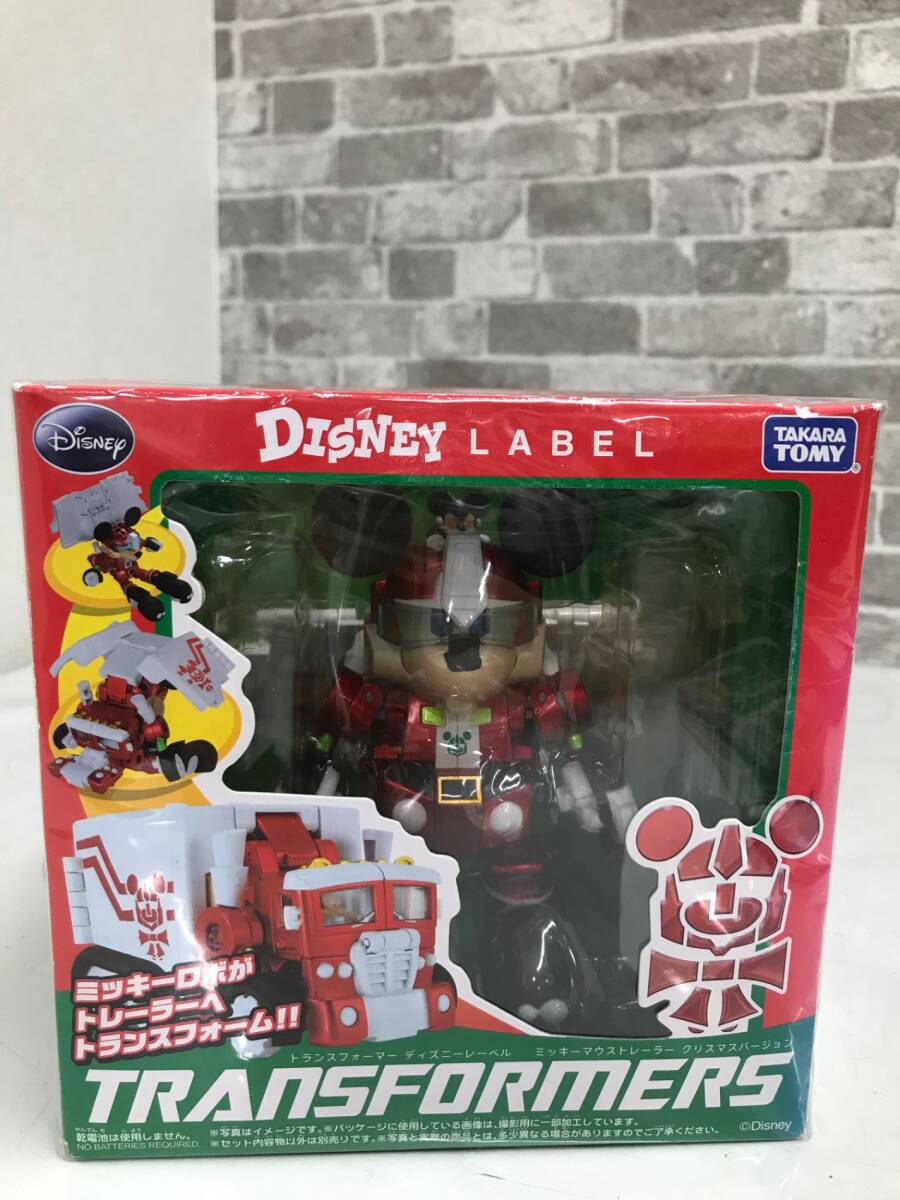 DISNEY
DISNEY LABEL
TAKARA
TOMY ®
ミッキーロボが
トレーラーへ
トランスフォーム!!
トランスフォーマー ディズニーレーベル ミッキーマウストレーラー クリスマスバージョン
TRANSFORMERS
かんでんち しよう
乾電池は使用しません。
NO BATTERIES REQUIRED.
※写真はイメージです。※パッケージに使用している画像は、撮影用に一部加工しています。
※セット内容物以外は別売りです。※写真と実際の商品とは、多少異なる場合がありますのでご了承ください。
©Disney